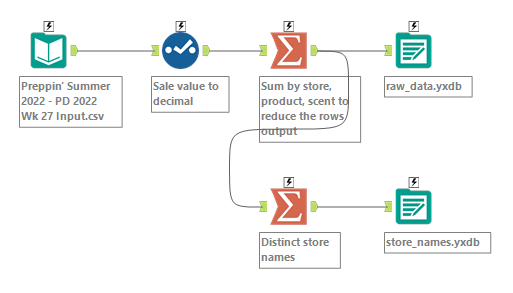 Preppin' Summer
2022 - PD 2022
Wk 27 Input.csv
Sale value to
decimal
Sum by store,
product, scent to
reduce the rows
output
raw_data.yxdb
Distinct store
names
store_names.yxdb